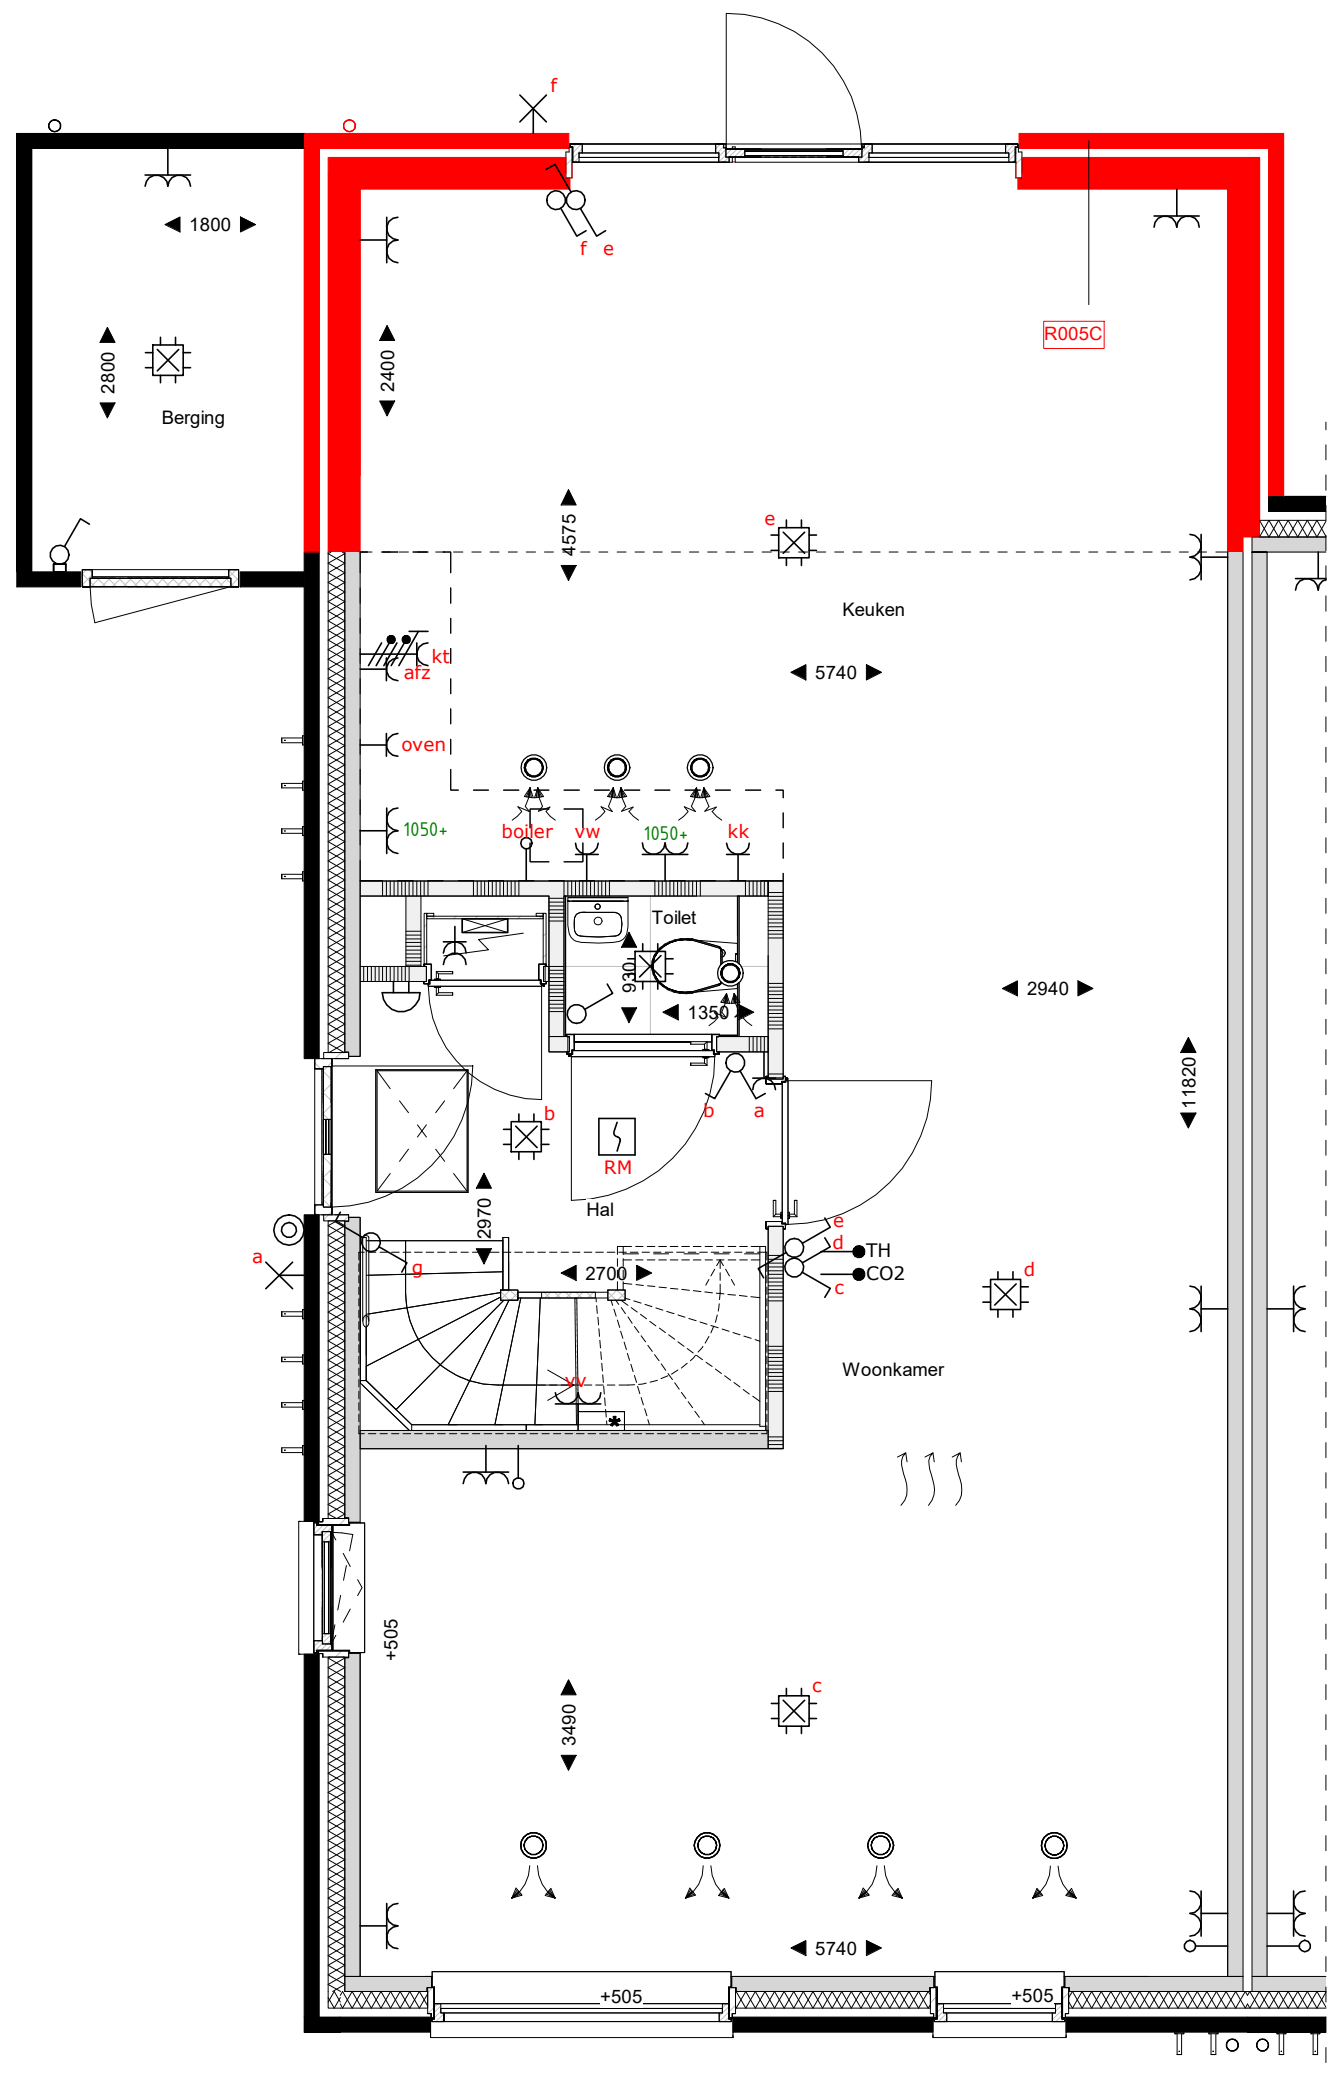 f
1800
f e
R005C
2800
2400
Berging
4575
e
Keuken
kt
afz
5740
oven
1050+
boiler vw 1050+ kk
Toilet
930
1350
2940
11820
b
b a
RM
2970
Hal
a
g
2700
e
d TH
CO2
c
d
Woonkamer
vv
*
+505
3490
c
5740
+505
+505